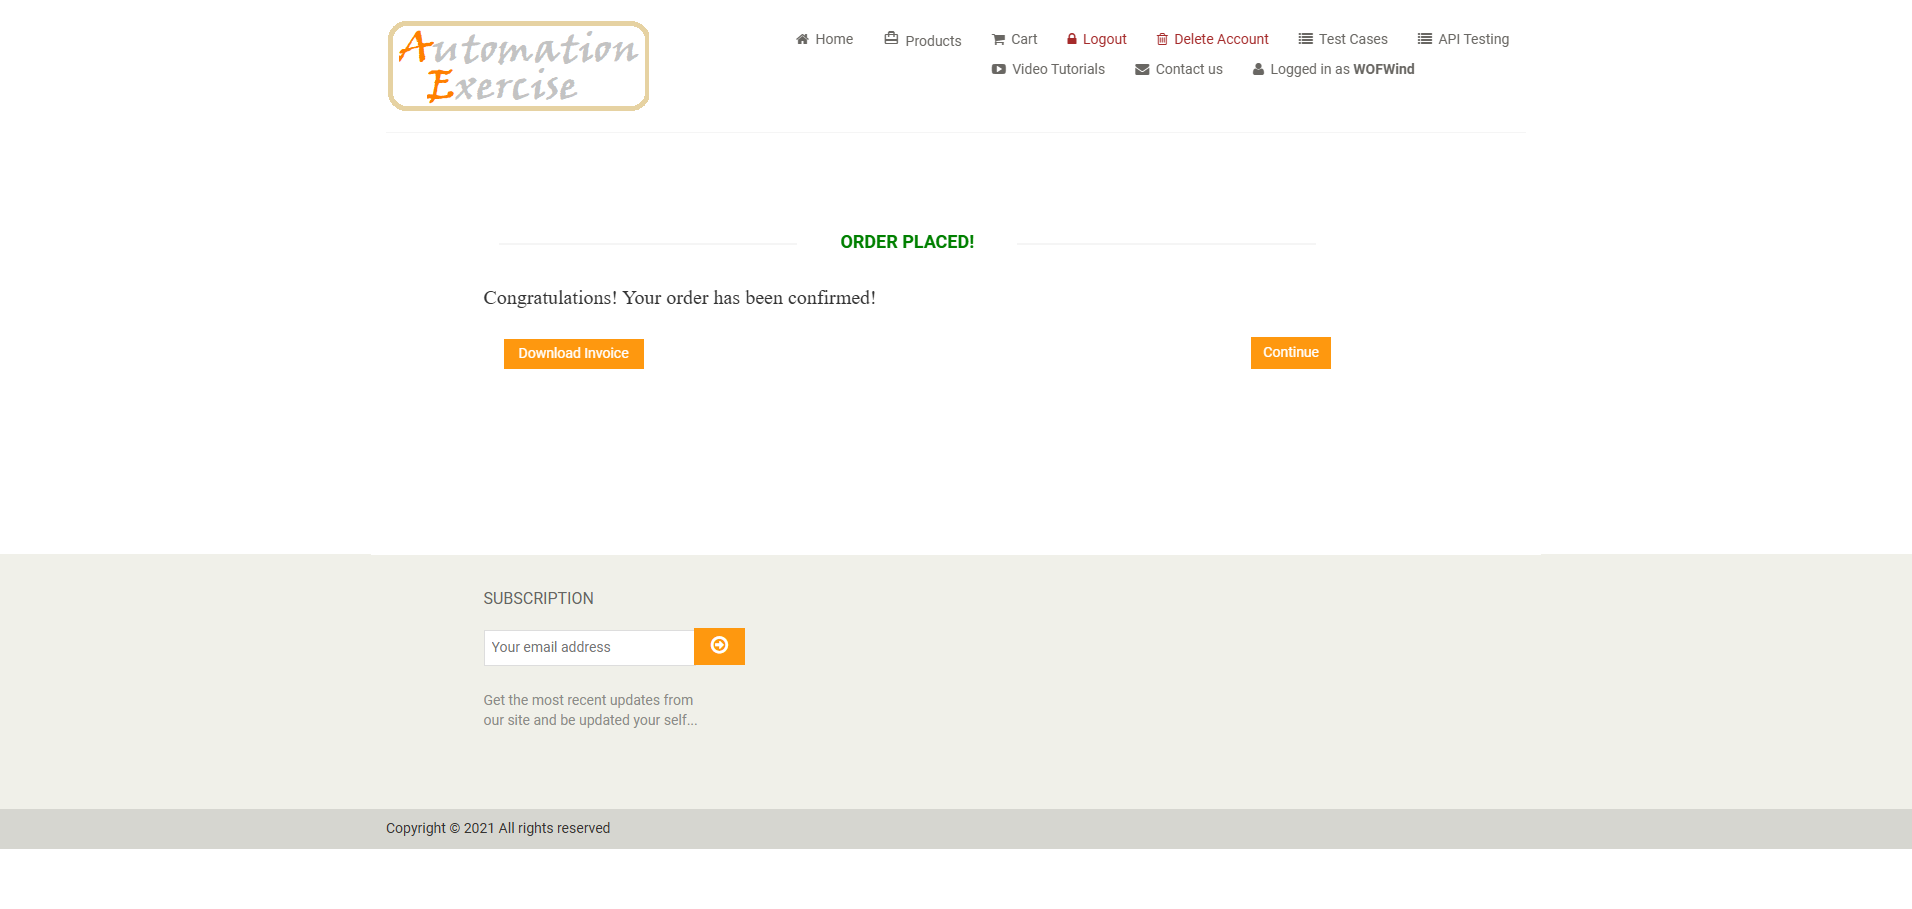 Automation
Exercise
Home Products Cart Logout Delete Account Test Cases API Testing
Video Tutorials Contact us Logged in as WOFWind
ORDER PLACED!
Congratulations! Your order has been confirmed!
Download Invoice Continue
SUBSCRIPTION
Your email address
Get the most recent updates from
our site and be updated your self...
Copyright © 2021 All rights reserved